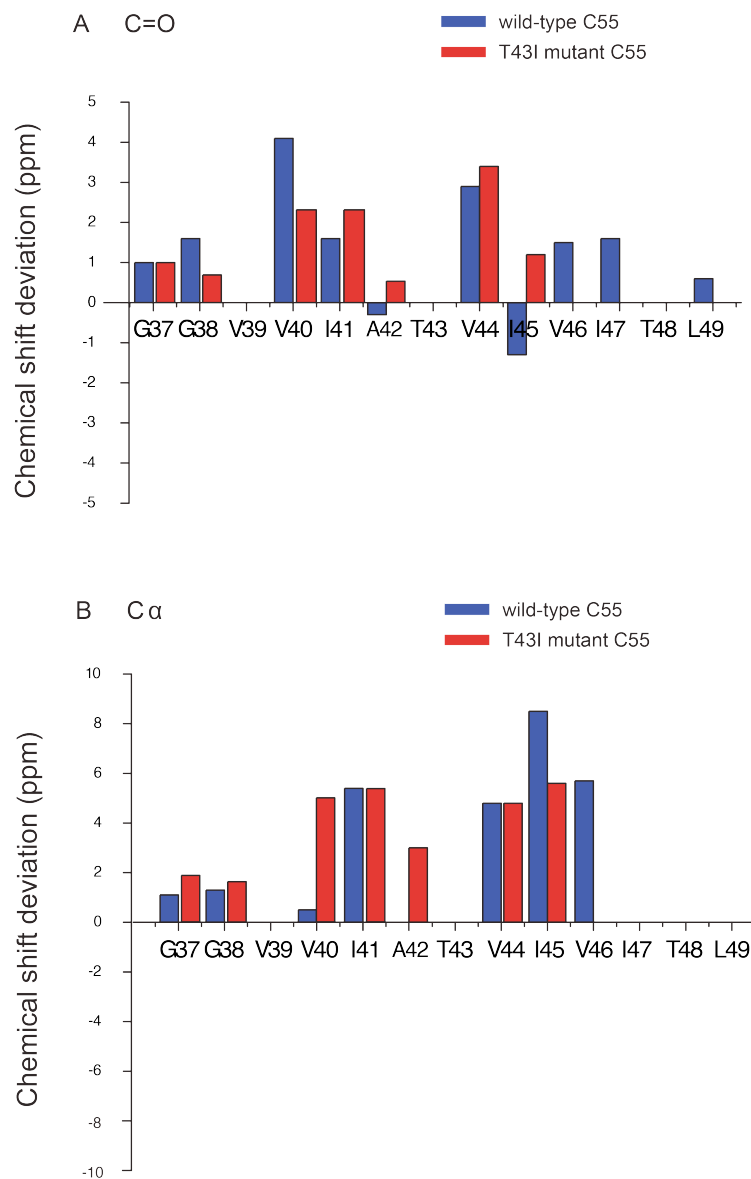 A C=O
wild-type C55
T43I mutant C55
Chemical shift deviation (ppm)
5
4
3
2
1
0
-1
-2
-3
-4
-5
G37 G38 V39 V40 I41 A42 T43 V44 I45 V46 I47 T48 L49
B Cα
wild-type C55
T43I mutant C55
Chemical shift deviation (ppm)
10
8
6
4
2
0
-2
-4
-6
-8
-10
G37 G38 V39 V40 I41 A42 T43 V44 I45 V46 I47 T48 L49